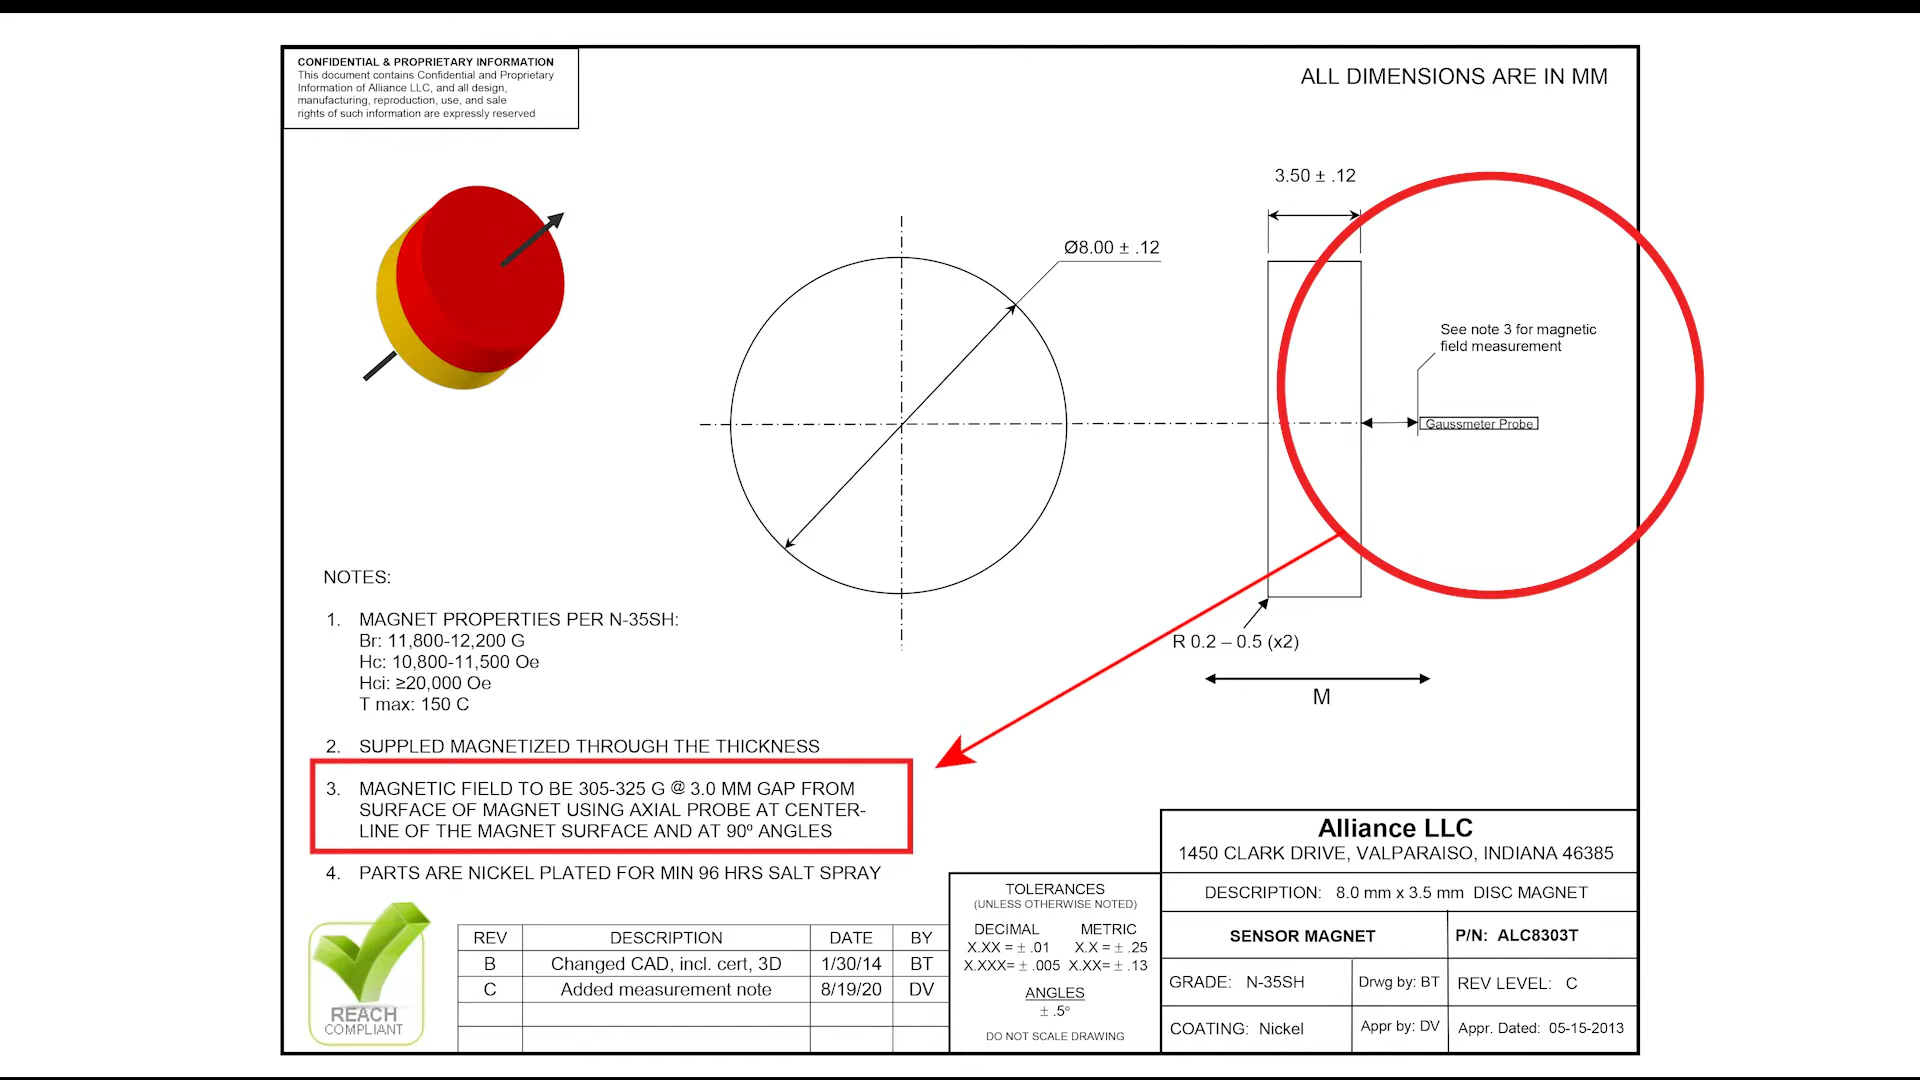 CONFIDENTIAL & PROPRIETARY INFORMATION
This document contains Confidential and Proprietary
Information of Alliance LLC, and all design,
manufacturing, reproduction, use, and sale
rights of such information are expressly reserved
ALL DIMENSIONS ARE IN MM
3.50 ± .12
Ø8.00 ± .12
See note 3 for magnetic
field measurement
Gaussmeter Probe
R 0.2 – 0.5 (x2)
M
NOTES:
1. MAGNET PROPERTIES PER N-35SH:
Br: 11,800-12,200 G
Hc: 10,800-11,500 Oe
Hci: ≥20,000 Oe
T max: 150 C
2. SUPPLED MAGNETIZED THROUGH THE THICKNESS
3. MAGNETIC FIELD TO BE 305-325 G @ 3.0 MM GAP FROM
SURFACE OF MAGNET USING AXIAL PROBE AT CENTER-
LINE OF THE MAGNET SURFACE AND AT 90º ANGLES
4. PARTS ARE NICKEL PLATED FOR MIN 96 HRS SALT SPRAY
REACH
COMPLIANT
REV DESCRIPTION DATE BY
B Changed CAD, incl. cert, 3D 1/30/14 BT
C Added measurement note 8/19/20 DV
TOLERANCES
(UNLESS OTHERWISE NOTED)
DECIMAL METRIC
X.XX = ± .01 X.X = ± .25
X.XXX= ± .005 X.XX= ± .13
ANGLES
± .5º
DO NOT SCALE DRAWING
Alliance LLC
1450 CLARK DRIVE, VALPARAISO, INDIANA 46385
DESCRIPTION: 8.0 mm x 3.5 mm DISC MAGNET
SENSOR MAGNET P/N: ALC8303T
GRADE: N-35SH Drwg by: BT REV LEVEL: C
COATING: Nickel Appr by: DV Appr. Dated: 05-15-2013